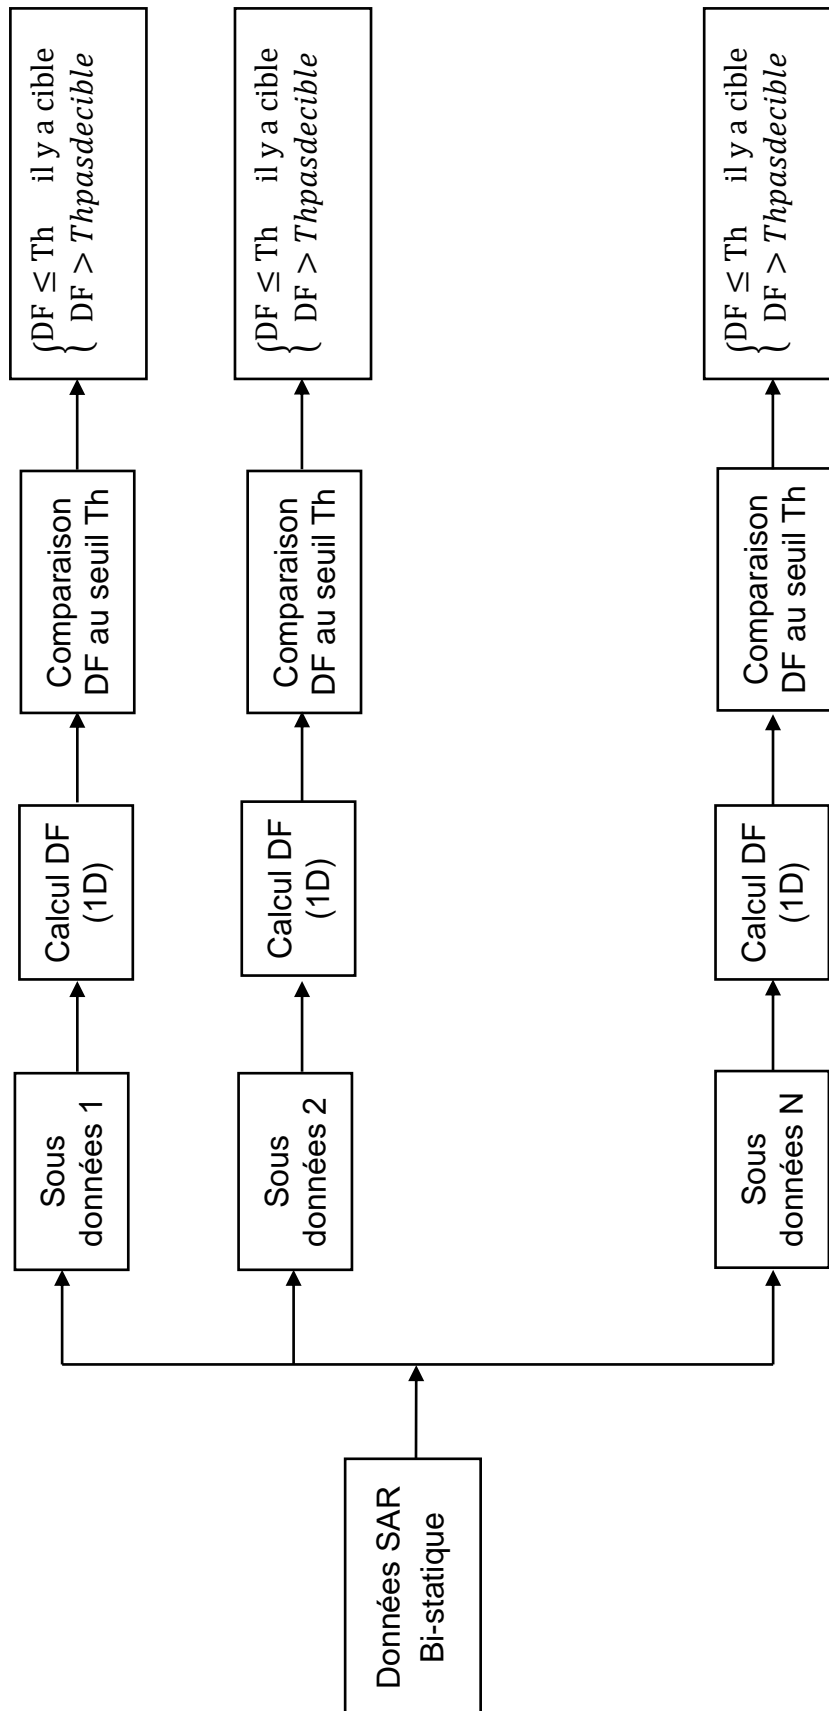 Données SAR
Bi-statique
Sous
données 1
Calcul DF
(1D)
Comparaison
DF au seuil Th
{DF ≤ Th il y a cible
DF > Thpasdecible
Sous
données 2
Calcul DF
(1D)
Comparaison
DF au seuil Th
{DF ≤ Th il y a cible
DF > Thpasdecible
Sous
données N
Calcul DF
(1D)
Comparaison
DF au seuil Th
{DF ≤ Th il y a cible
DF > Thpasdecible